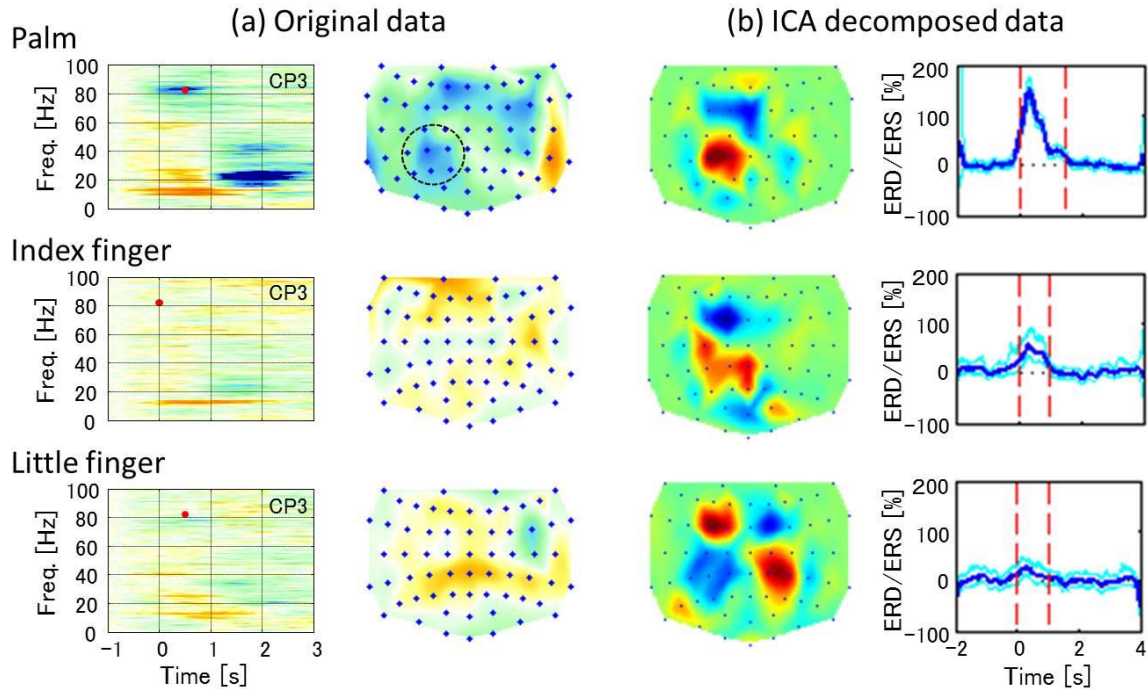 (a) Original data
(b) ICA decomposed data
Palm
100
80
60
40
20
0
Freq. [Hz]
CP3
200
100
0
-100
ERD/ERS [%]
Index finger
100
80
60
40
20
0
Freq. [Hz]
CP3
200
100
0
-100
ERD/ERS [%]
Little finger
100
80
60
40
20
0
Freq. [Hz]
CP3
-1 0 1 2 3
Time [s]
200
100
0
-100
ERD/ERS [%]
-2 0 2 4
Time [s]